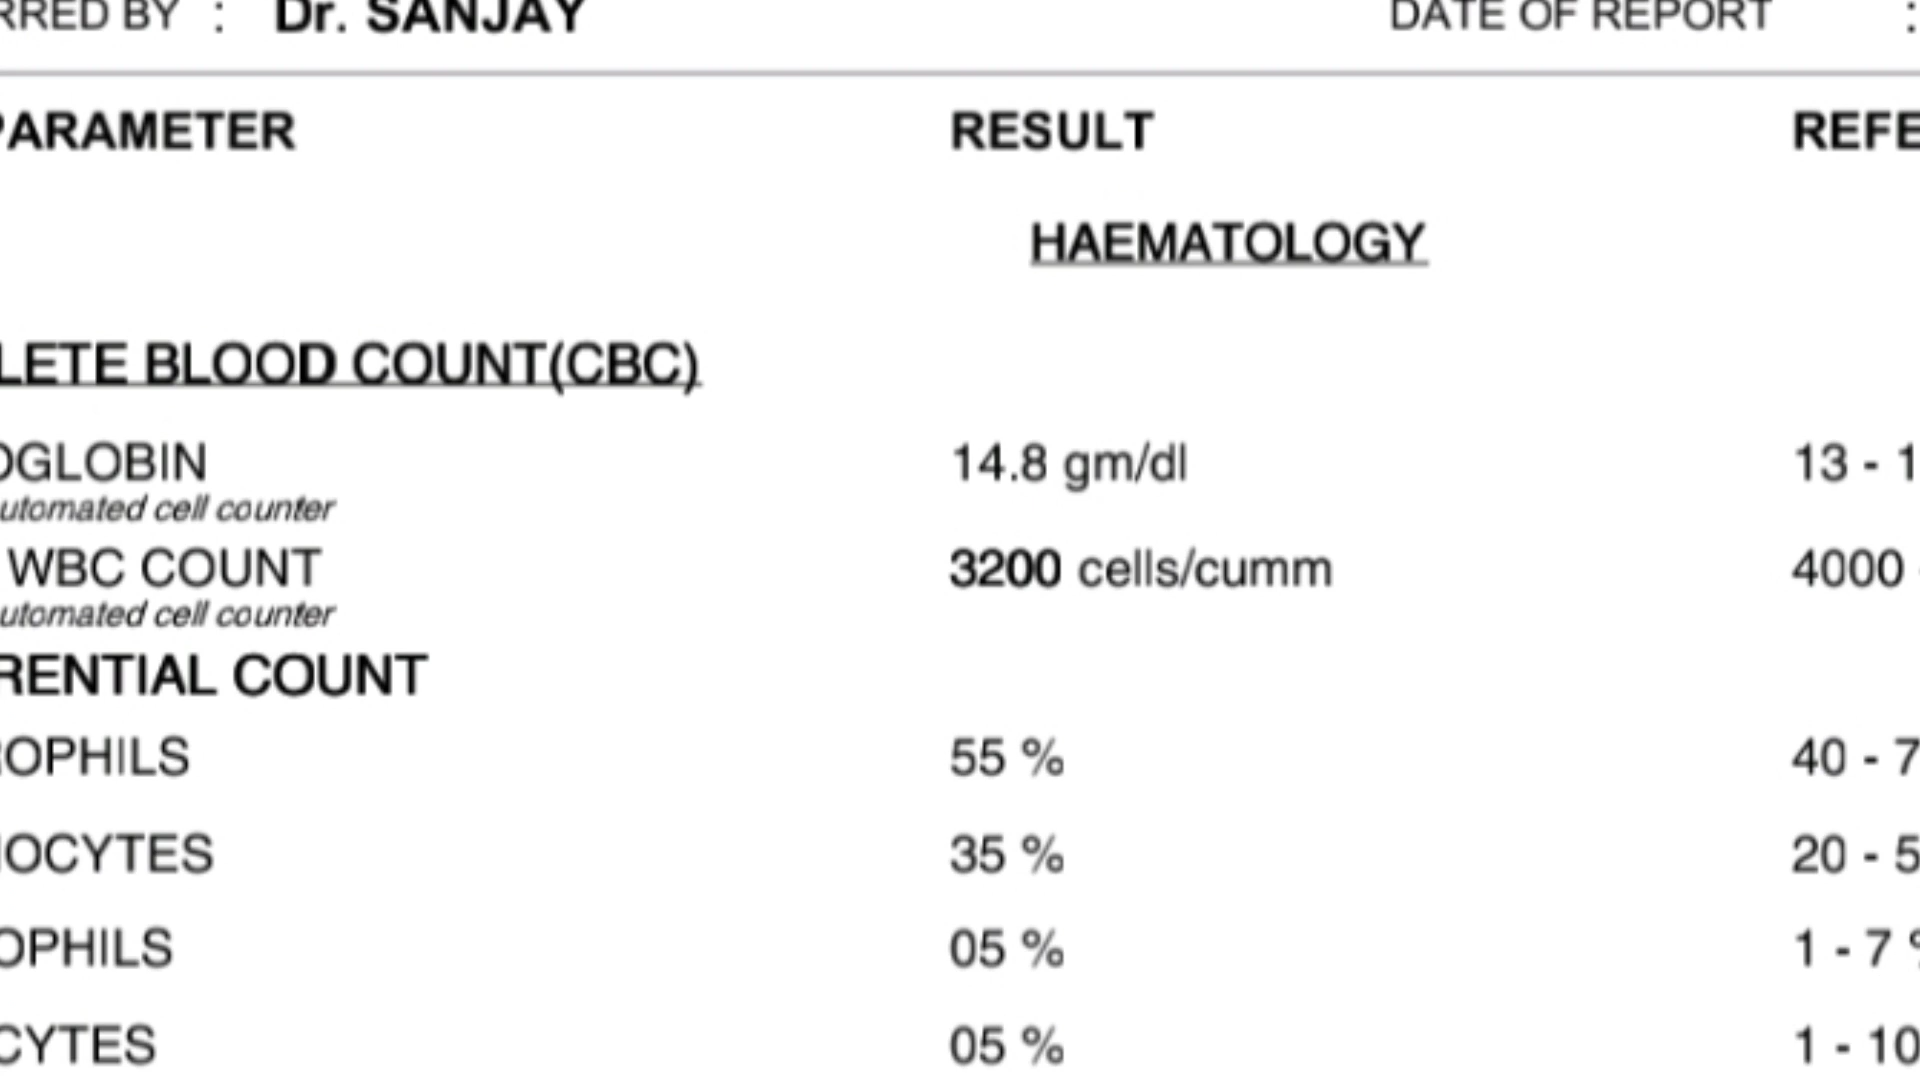 RRED BY : Dr. SANJAY DATE OF REPORT :
PARAMETER RESULT REFE
HAEMATOLOGY
LETE BLOOD COUNT(CBC)
OGLOBIN 14.8 gm/dl 13 - 1
utomated cell counter
WBC COUNT 3200 cells/cumm 4000
utomated cell counter
RENTIAL COUNT
ROPHILS 55 % 40 - 7
OCYTES 35 % 20 - 5
OPHILS 05 % 1 - 7 %
CYTES 05 % 1 - 10